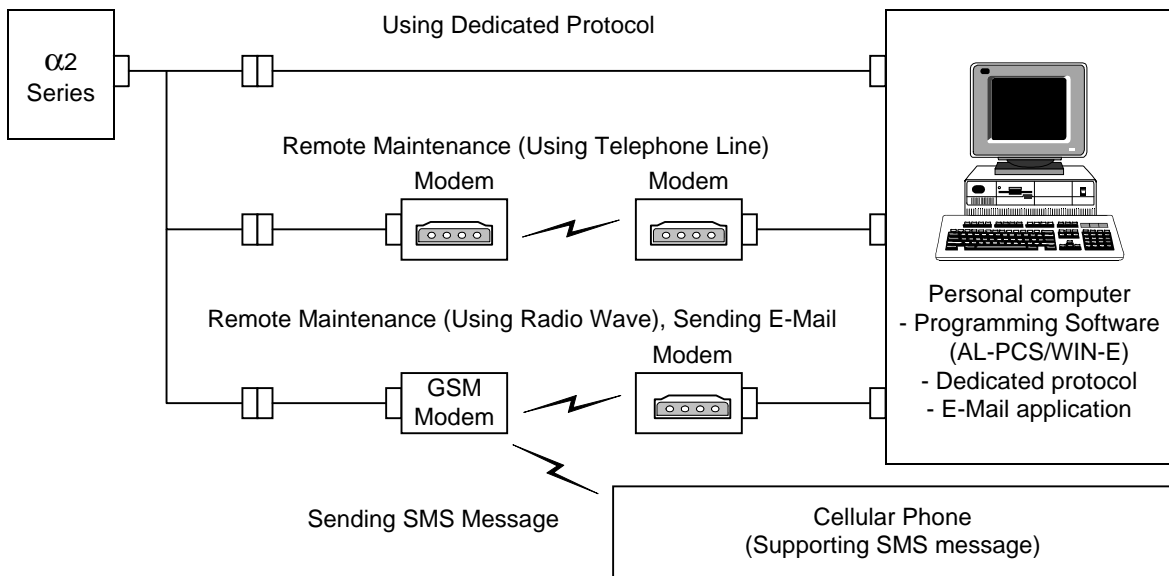 Using Dedicated Protocol
α2
Series
Remote Maintenance (Using Telephone Line)
Modem
Modem
Remote Maintenance (Using Radio Wave), Sending E-Mail
Modem
GSM
Modem
Personal computer
- Programming Software
(AL-PCS/WIN-E)
- Dedicated protocol
- E-Mail application
Sending SMS Message
Cellular Phone
(Supporting SMS message)